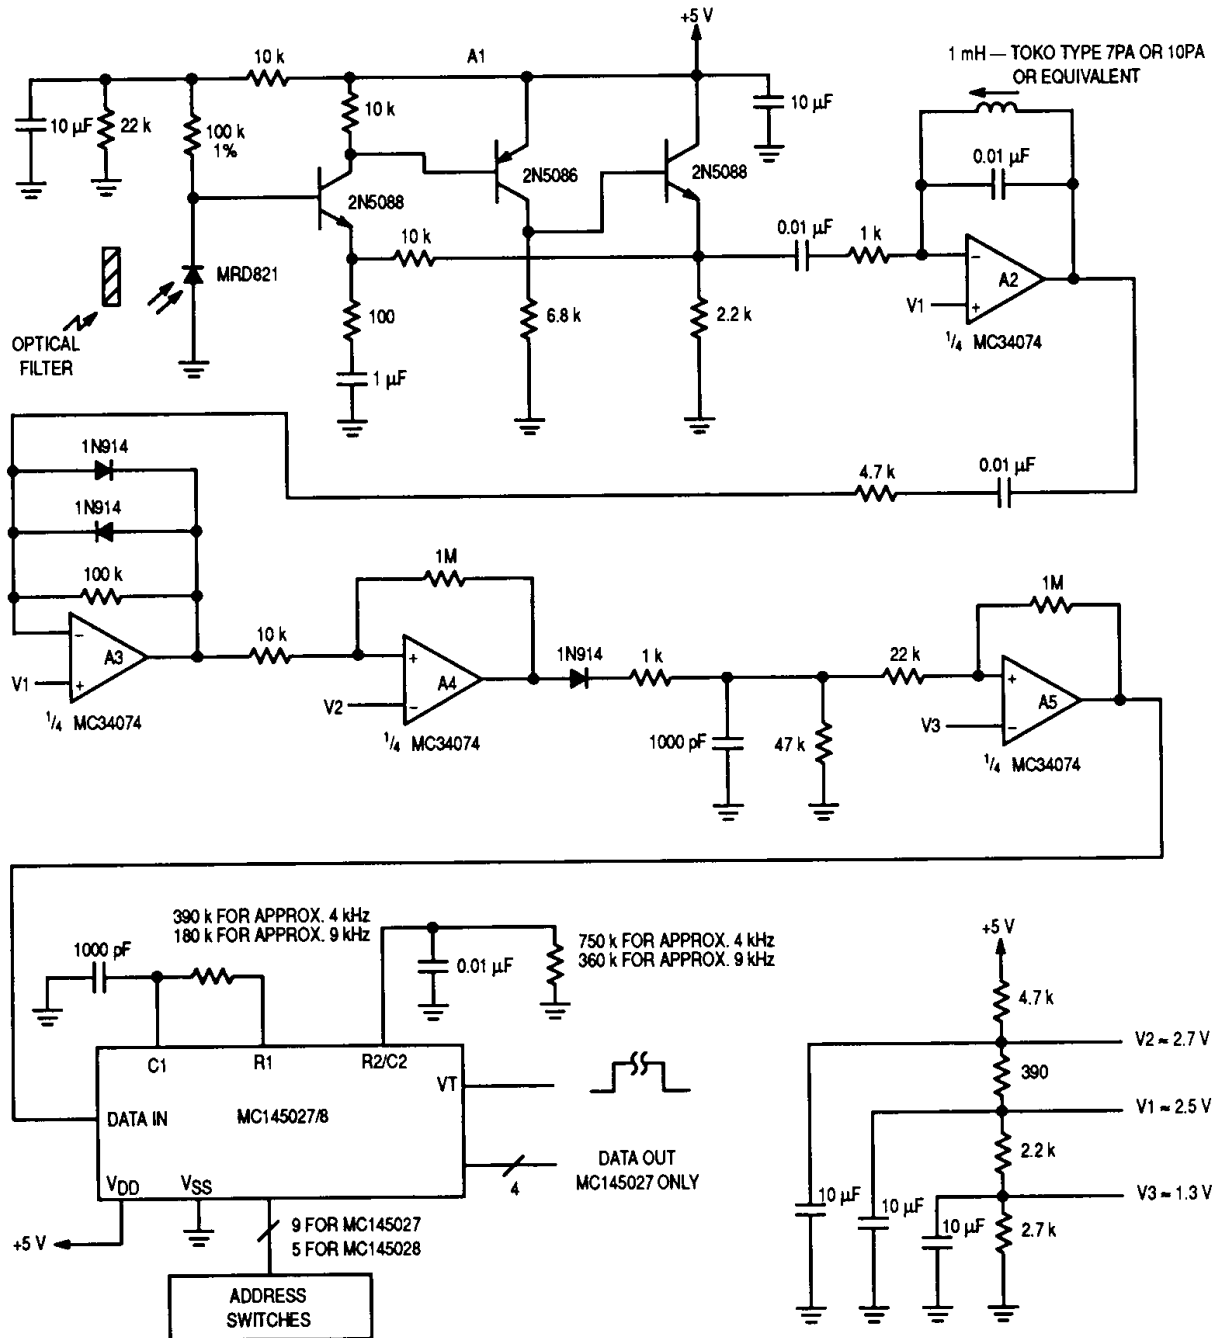 +5 V
10 k
A1
1 mH — TOKO TYPE 7PA OR 10PA
OR EQUIVALENT
10 µF
22 k
100 k
1%
10 k
10 µF
0.01 µF
2N5088
2N5086
2N5088
0.01 µF
1 k
10 k
MRD821
−
A2
V1
+
1/4 MC34074
OPTICAL
FILTER
100
6.8 k
2.2 k
1 µF
1N914
4.7 k
0.01 µF
1N914
1M
1M
100 k
−
A3
V1
+
1/4 MC34074
10 k
+
A4
V2
−
1/4 MC34074
1N914
1 k
22 k
+
A5
V3
−
1/4 MC34074
1000 pF
47 k
390 k FOR APPROX. 4 kHz
180 k FOR APPROX. 9 kHz
1000 pF
0.01 µF
750 k FOR APPROX. 4 kHz
360 k FOR APPROX. 9 kHz
+5 V
4.7 k
V2 ≈ 2.7 V
390
V1 ≈ 2.5 V
2.2 k
V3 ≈ 1.3 V
2.7 k
10 µF
10 µF
10 µF
C1
R1
R2/C2
VT
DATA IN
MC145027/8
DATA OUT
MC145027 ONLY
4
VDD
VSS
+5 V
9 FOR MC145027
5 FOR MC145028
ADDRESS
SWITCHES